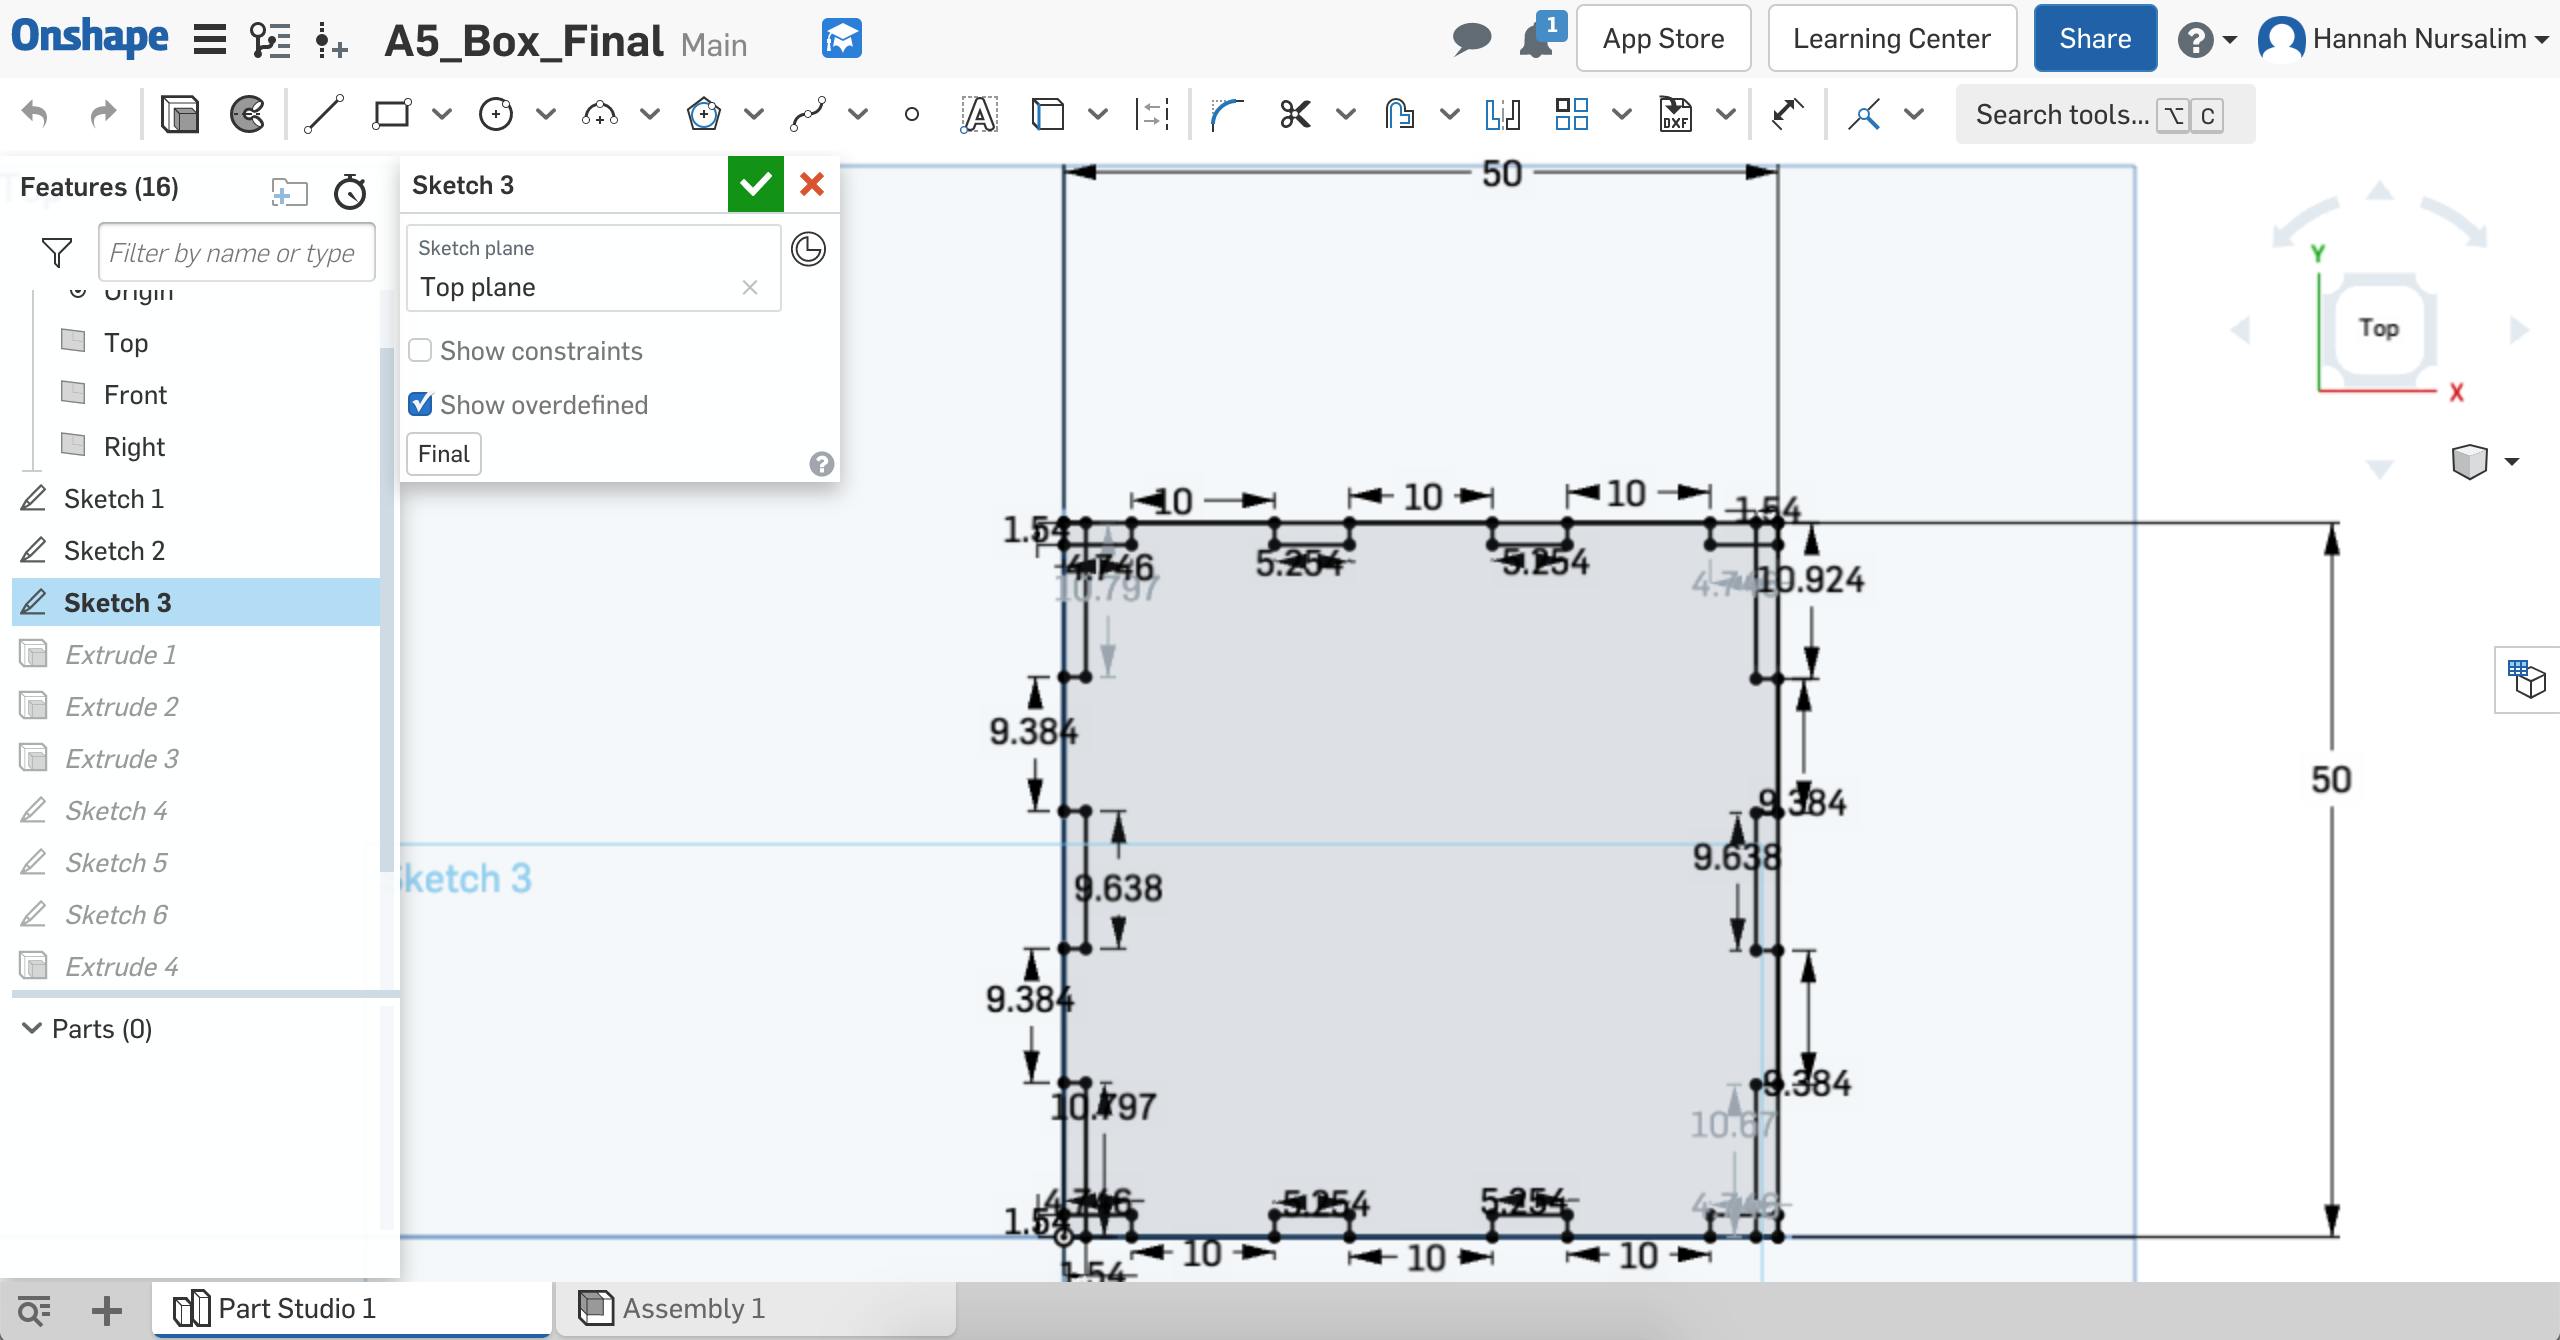 Onshape A5_Box_Final Main 1 App Store Learning Center Share Hannah Nursalim
DXF Search tools... ⌥ C
Features (16)
Filter by name or type
Origin
Top
Front
Right
Sketch 1
Sketch 2
Sketch 3
Extrude 1
Extrude 2
Extrude 3
Sketch 4
Sketch 5
Sketch 6
Extrude 4
Parts (0)
Sketch 3
Sketch plane
Top plane
Show constraints
Show overdefined
Final
Sketch 3
50
10 10 10
1.54 1.54
4.746 5.254 5.254
10.797 4.746 10.924
9.384
50
9.384
9.638 9.638
9.384
10.797 9.384
10.67
4.746 5.254 5.254 4.746
1.54
10 10 10
1.54
Y
Top
X
Part Studio 1 Assembly 1